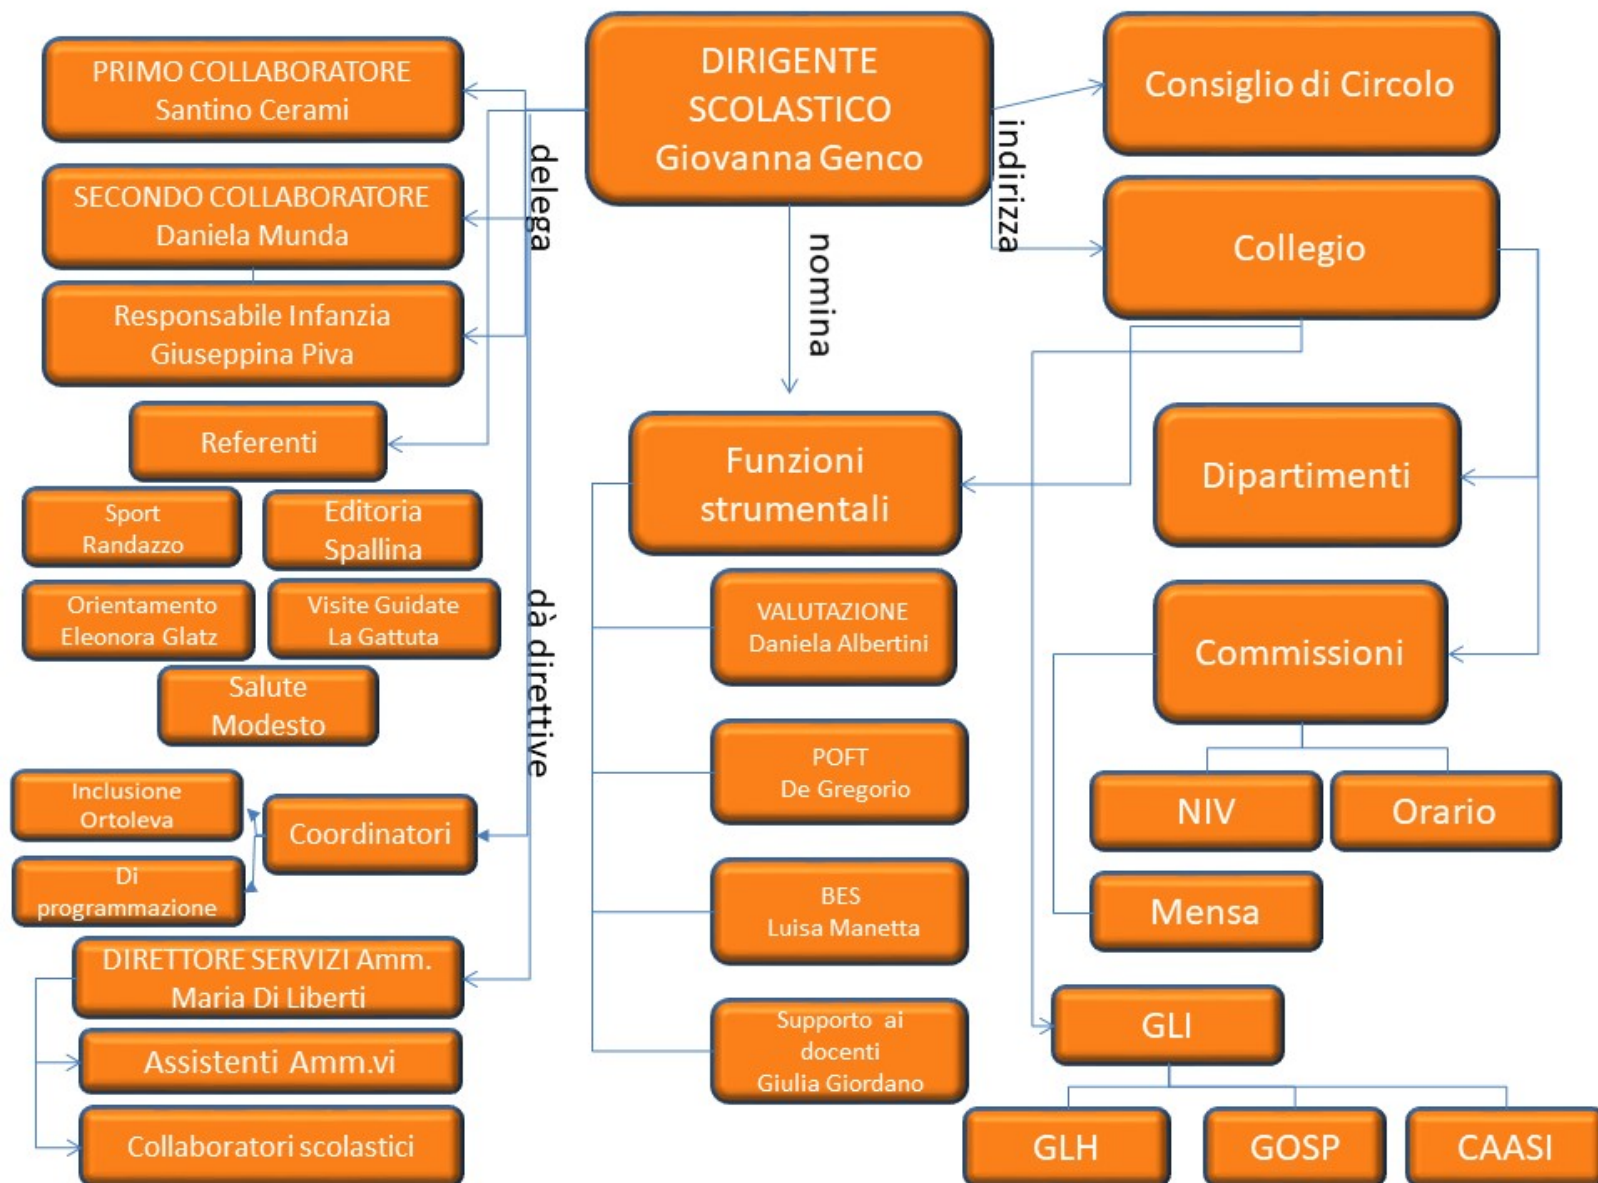 DIRIGENTE
SCOLASTICO
Giovanna Genco
PRIMO COLLABORATORE
Santino Cerami
SECONDO COLLABORATORE
Daniela Munda
Responsabile Infanzia
Giuseppina Piva
delega
Referenti
Sport
Randazzo
Editoria
Spallina
Orientamento
Eleonora Glatz
Visite Guidate
La Gattuta
Salute
Modesto
dà direttive
Inclusione
Ortoleva
Coordinatori
Di
programmazione
DIRETTORE SERVIZI Amm.
Maria Di Liberti
Assistenti Amm.vi
Collaboratori scolastici
nomina
Funzioni
strumentali
VALUTAZIONE
Daniela Albertini
POFT
De Gregorio
BES
Luisa Manetta
Supporto ai
docenti
Giulia Giordano
indirizza
Consiglio di Circolo
Collegio
Dipartimenti
Commissioni
NIV
Orario
Mensa
GLI
GLH
GOSP
CAASI